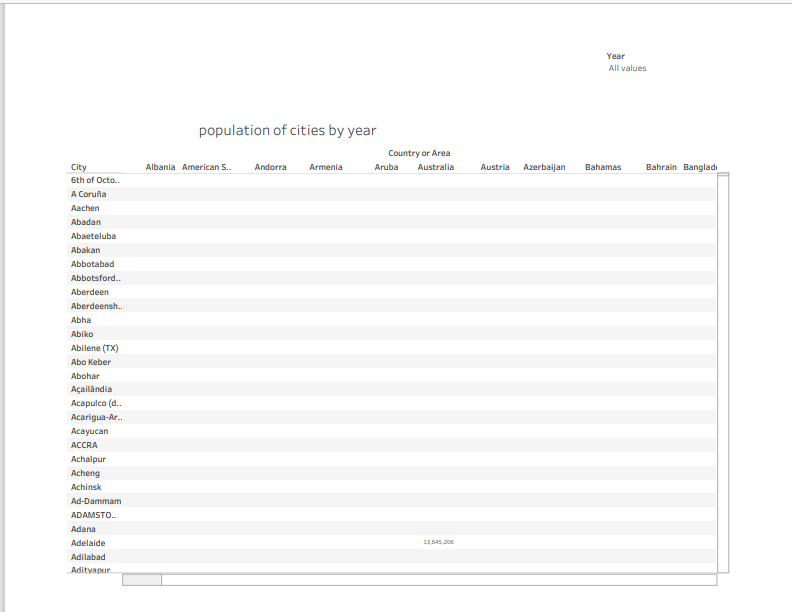 Year
All values
population of cities by year
Country or Area
City Albania American S.. Andorra Armenia Aruba Australia Austria Azerbaijan Bahamas Bahrain Banglad
6th of Octo..
A Coruña
Aachen
Abadan
Abaeteluba
Abakan
Abbotabad
Abbotsford..
Aberdeen
Aberdeensh..
Abha
Abiko
Abilene (TX)
Abo Keber
Abohar
Açailândia
Acapulco (d..
Acarigua-Ar..
Acayucan
ACCRA
Achalpur
Acheng
Achinsk
Ad-Dammam
ADAMSTO..
Adana
Adelaide 13,645,206
Adilabad
Adityapur